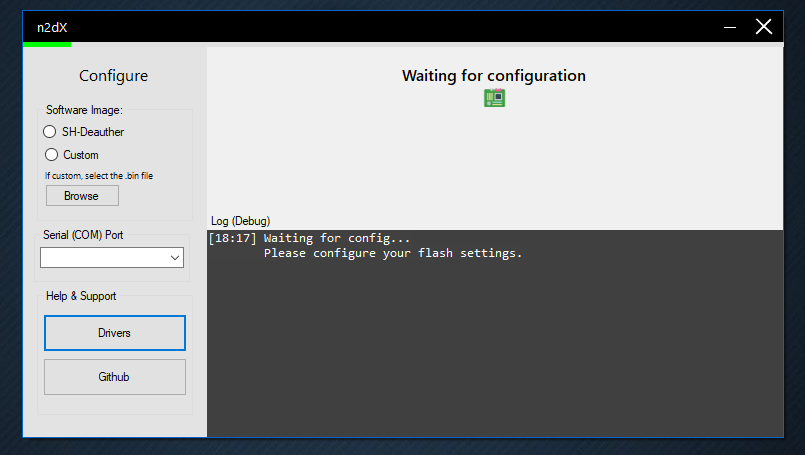 n2dX
Configure
Software Image:
SH-Deauther
Custom
If custom, select the .bin file
Browse
Serial (COM) Port
Help & Support
Drivers
Github
Waiting for configuration
Log (Debug)
[18:17] Waiting for config...
Please configure your flash settings.